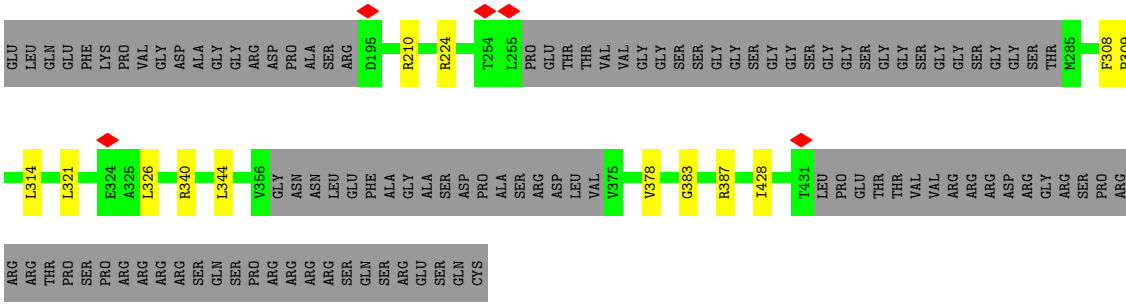 GLU LEU GLN GLU PHE LYS PRO VAL GLY ASP ALA GLY GLY ARG ASP PRO ALA SER ARG D195 R210 R224 T254 L255 PRO GLU THR THR VAL VAL GLY GLY SER SER GLY GLY SER GLY GLY SER GLY GLY SER GLY GLY SER GLY GLY SER GLY GLY SER THR M285 F308 P309
L314 L321 E324 A325 L326 R340 L344 V356 GLY ASN ASN LEU GLU PHE ALA GLY ALA SER ASP PRO ALA SER ARG ASP LEU VAL V375 V378 G383 R387 I428 T431 LEU PRO GLU THR THR VAL VAL ARG ARG ARG ASP ARG GLY ARG SER PRO ARG
ARG ARG THR PRO SER PRO ARG ARG ARG ARG SER GLN SER PRO ARG ARG ARG ARG SER GLN SER ARG GLU SER GLN CYS